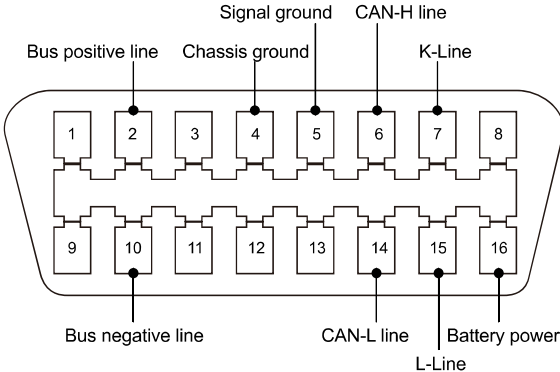 Signal ground CAN-H line
Bus positive line Chassis ground K-Line
1 2 3 4 5 6 7 8
9 10 11 12 13 14 15 16
Bus negative line CAN-L line Battery power
L-Line